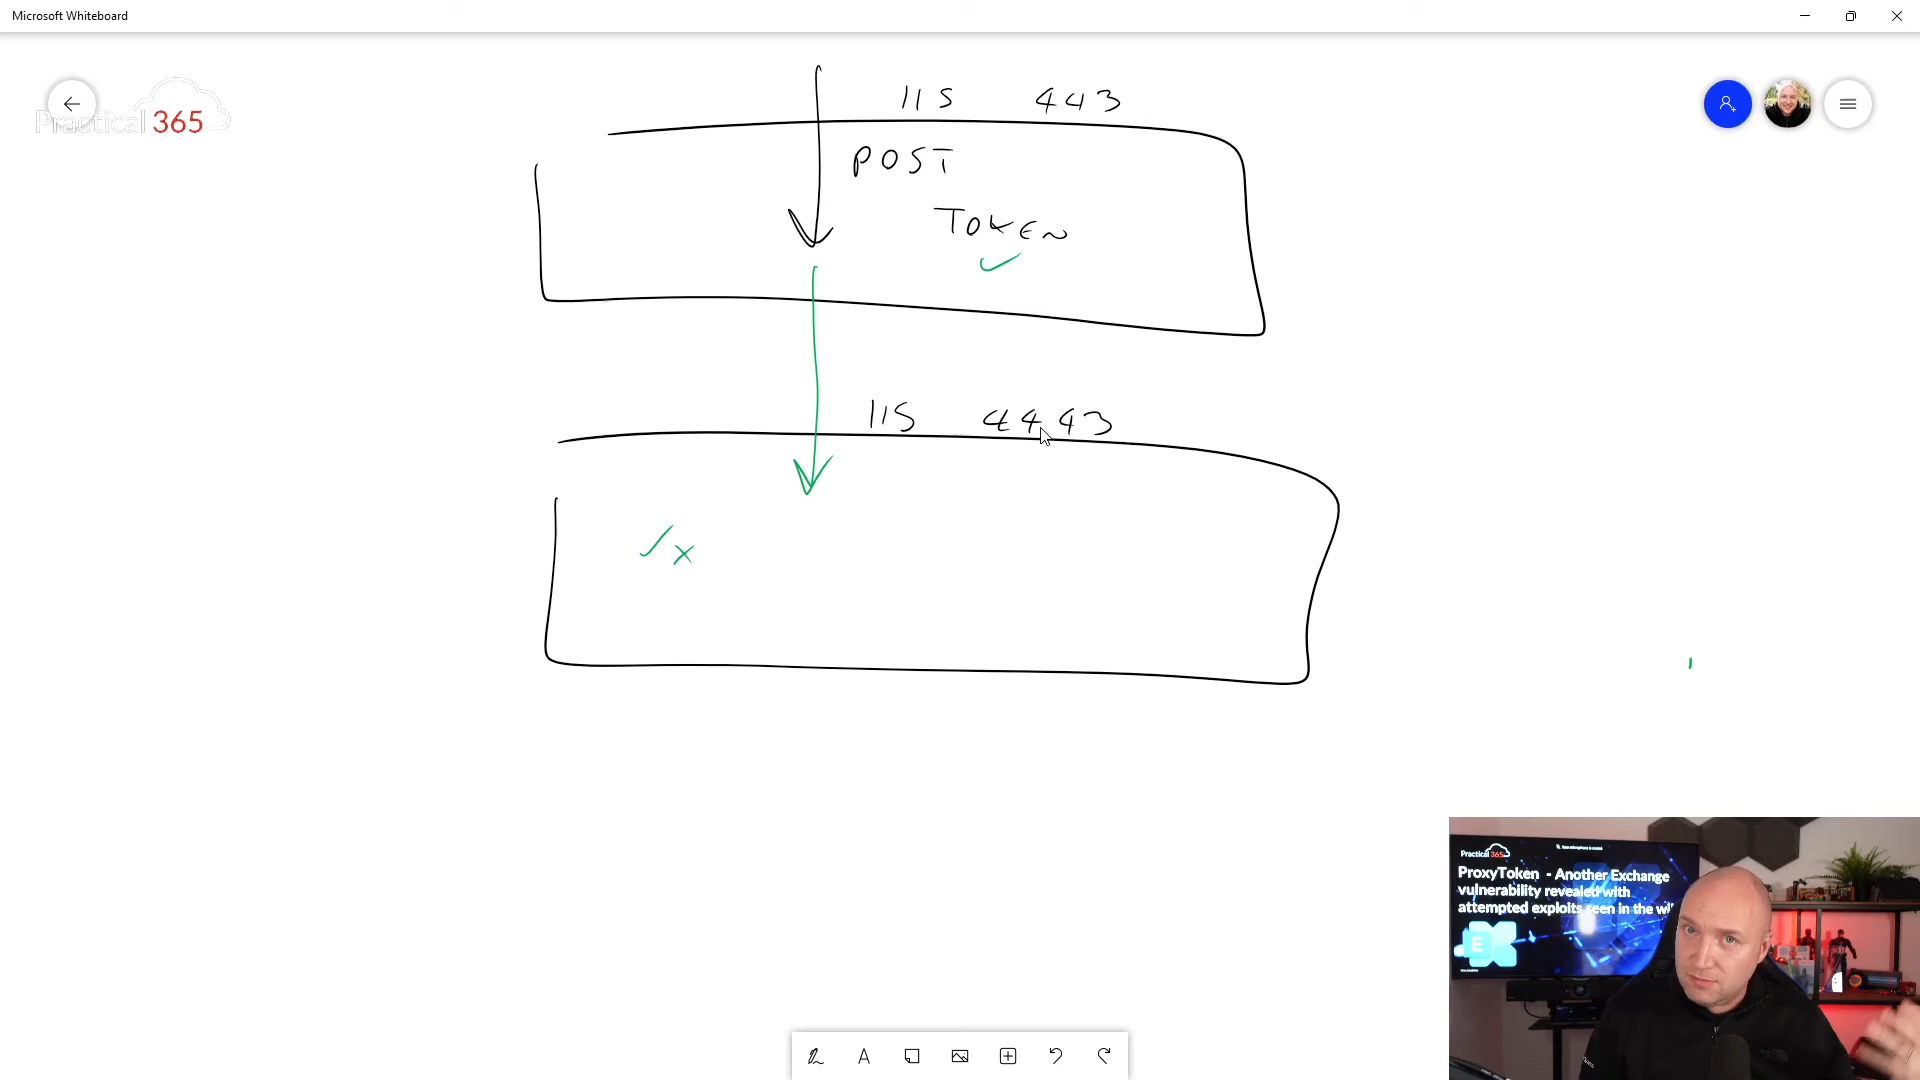 Microsoft Whiteboard
Practical 365
IIS 443
POST
TOKEN
IIS 4443
Practical 365
ProxyToken - Another Exchange
vulnerability revealed with
attempted exploits seen in the wil
E
A